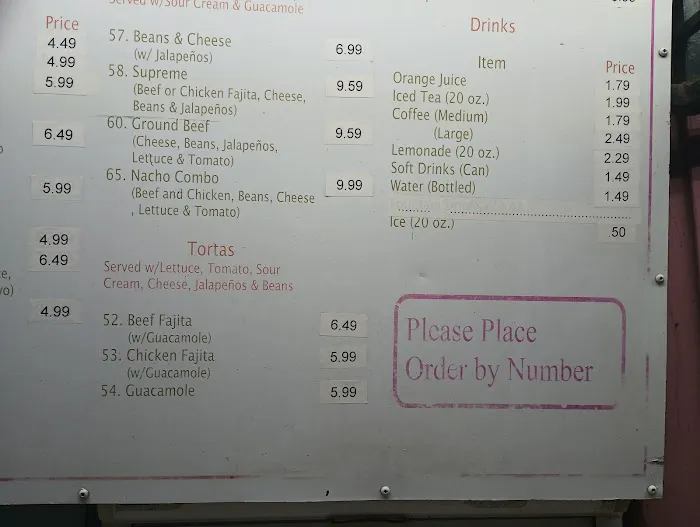 Served w/Sour Cream & Guacamole
Price
4.49
4.99
5.99
6.49
5.99
4.99
6.49
4.99
57. Beans & Cheese 6.99
(w/ Jalapeños)
58. Supreme 9.59
(Beef or Chicken Fajita, Cheese,
Beans & Jalapeños)
60. Ground Beef 9.59
(Cheese, Beans, Jalapeños,
Lettuce & Tomato)
65. Nacho Combo 9.99
(Beef and Chicken, Beans, Cheese
, Lettuce & Tomato)
Tortas
Served w/Lettuce, Tomato, Sour
Cream, Cheese, Jalapeños & Beans
52. Beef Fajita 6.49
(w/Guacamole)
53. Chicken Fajita 5.99
(w/Guacamole)
54. Guacamole 5.99
Drinks
Item Price
Orange Juice 1.79
Iced Tea (20 oz.) 1.99
Coffee (Medium) 1.79
(Large) 2.49
Lemonade (20 oz.) 2.29
Soft Drinks (Can) 1.49
Water (Bottled) 1.49
Ice (20 oz.) .50
Please Place
Order by Number